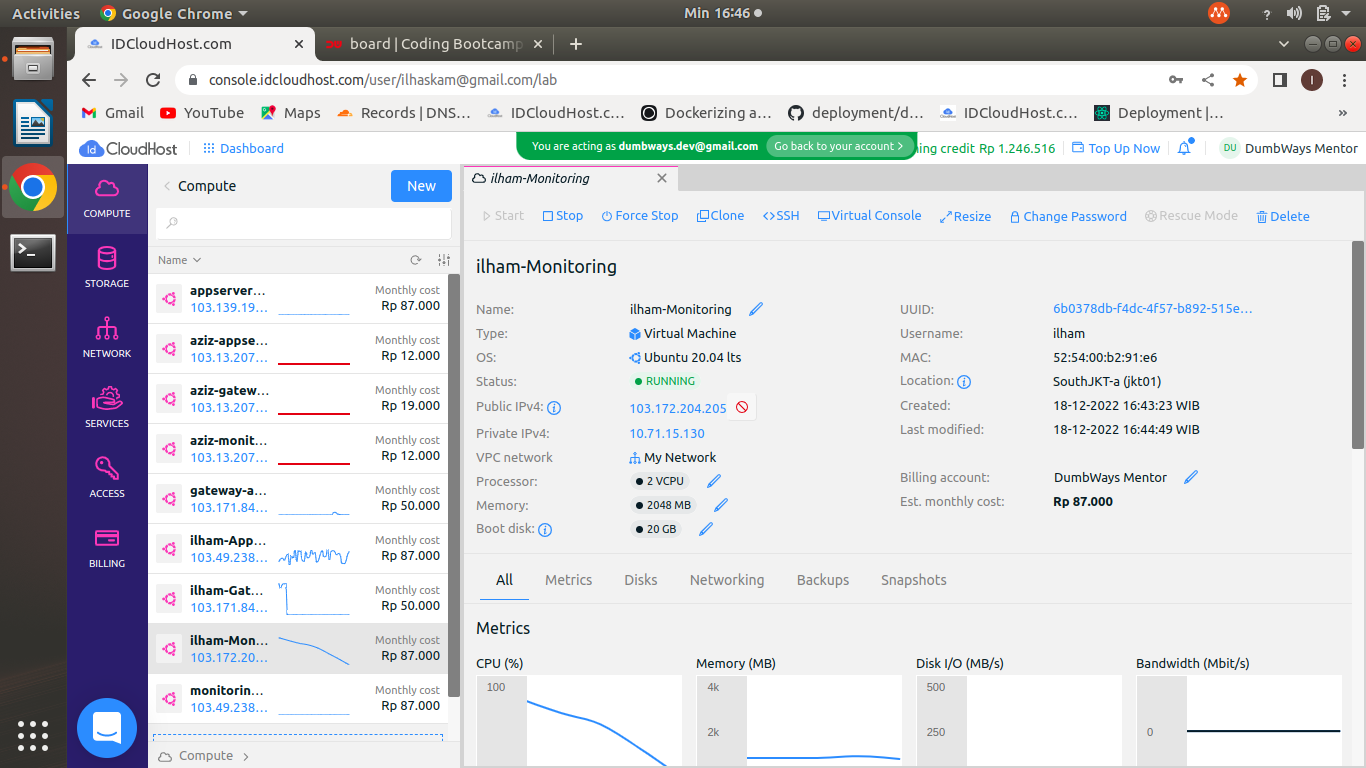 Activities
Google Chrome
Min 16:46
IDCloudHost.com
board | Coding Bootcamp
console.idcloudhost.com/user/ilhaskam@gmail.com/lab
I
Gmail
YouTube
Maps
Records | DNS...
IDCloudHost.c...
Dockerizing a...
deployment/d...
IDCloudHost.c...
Deployment |...
»
Id CloudHost
Dashboard
You are acting as dumbways.dev@gmail.com
Go back to your account >
ning credit Rp 1.246.516
Top Up Now
DU
DumbWays Mentor
COMPUTE
STORAGE
NETWORK
SERVICES
ACCESS
BILLING
Compute
New
Name
appserver...
103.139.19...
Monthly cost
Rp 87.000
aziz-appse...
103.13.207...
Monthly cost
Rp 12.000
aziz-gatew...
103.13.207...
Monthly cost
Rp 19.000
aziz-monit...
103.13.207...
Monthly cost
Rp 12.000
gateway-a...
103.171.84...
Monthly cost
Rp 50.000
ilham-App...
103.49.238...
Monthly cost
Rp 87.000
ilham-Gat...
103.171.84...
Monthly cost
Rp 50.000
ilham-Mon...
103.172.20...
Monthly cost
Rp 87.000
monitorin...
103.49.238...
Monthly cost
Rp 87.000
Compute
ilham-Monitoring
Start
Stop
Force Stop
Clone
SSH
Virtual Console
Resize
Change Password
Rescue Mode
Delete
ilham-Monitoring
Name: ilham-Monitoring
Type: Virtual Machine
OS: Ubuntu 20.04 lts
Status: RUNNING
Public IPv4: 103.172.204.205
Private IPv4: 10.71.15.130
VPC network My Network
Processor: 2 VCPU
Memory: 2048 MB
Boot disk: 20 GB
UUID: 6b0378db-f4dc-4f57-b892-515e...
Username: ilham
MAC: 52:54:00:b2:91:e6
Location: SouthJKT-a (jkt01)
Created: 18-12-2022 16:43:23 WIB
Last modified: 18-12-2022 16:44:49 WIB
Billing account: DumbWays Mentor
Est. monthly cost: Rp 87.000
All
Metrics
Disks
Networking
Backups
Snapshots
Metrics
CPU (%)
100
Memory (MB)
4k
2k
Disk I/O (MB/s)
500
250
Bandwidth (Mbit/s)
0